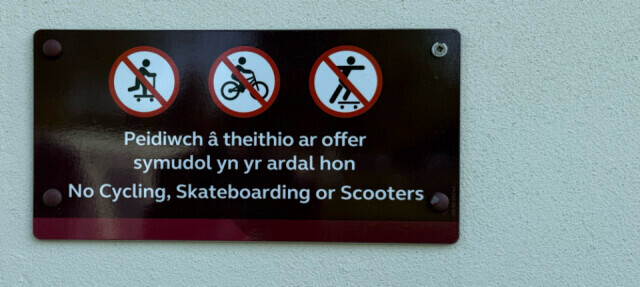 Peidiwch â theithio ar offer
symudol yn yr ardal hon
No Cycling, Skateboarding or Scooters